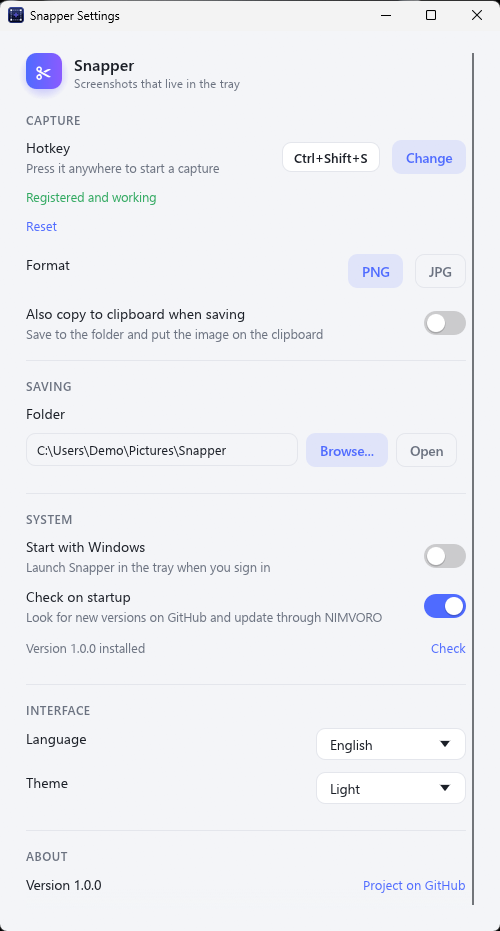 Snapper Settings
Snapper
Screenshots that live in the tray
CAPTURE
Hotkey
Ctrl+Shift+S
Change
Press it anywhere to start a capture
Registered and working
Reset
Format
PNG
JPG
Also copy to clipboard when saving
Save to the folder and put the image on the clipboard
SAVING
Folder
C:\Users\Demo\Pictures\Snapper
Browse...
Open
SYSTEM
Start with Windows
Launch Snapper in the tray when you sign in
Check on startup
Look for new versions on GitHub and update through NIMVORO
Version 1.0.0 installed
Check
INTERFACE
Language
English
Theme
Light
ABOUT
Version 1.0.0
Project on GitHub